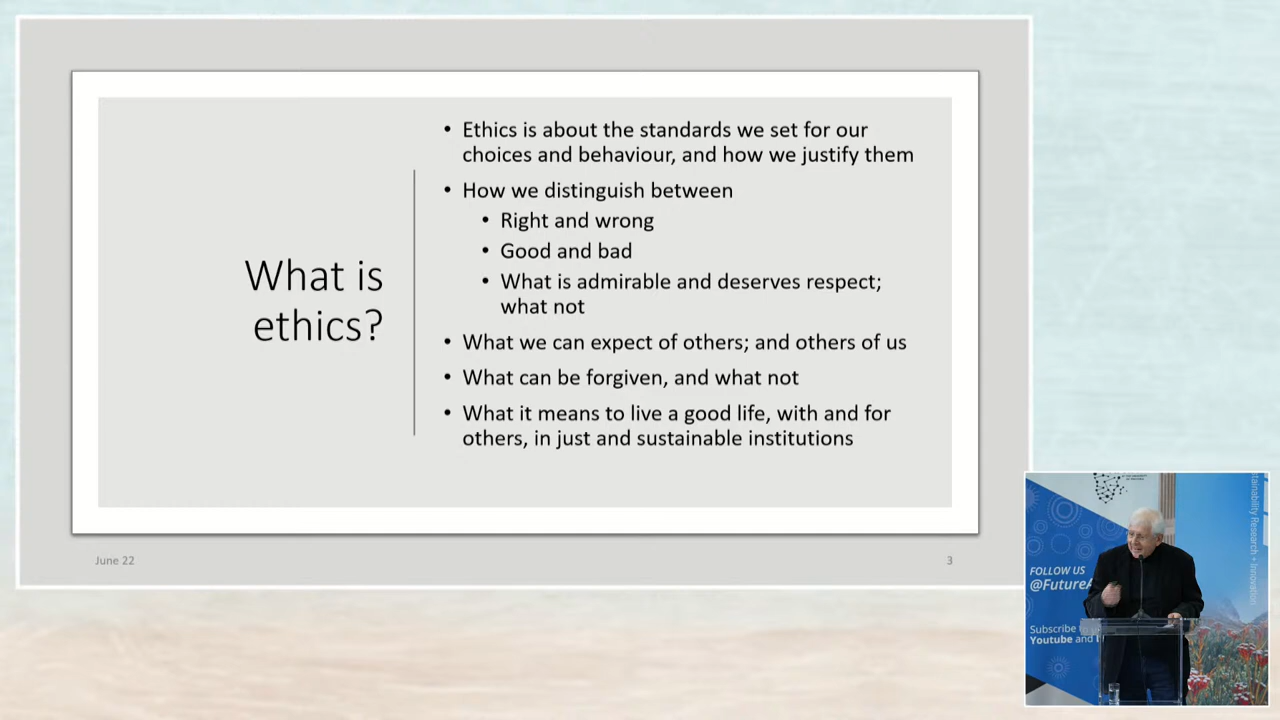 What is
ethics?
• Ethics is about the standards we set for our
choices and behaviour, and how we justify them
• How we distinguish between
• Right and wrong
• Good and bad
• What is admirable and deserves respect;
what not
• What we can expect of others; and others of us
• What can be forgiven, and what not
• What it means to live a good life, with and for
others, in just and sustainable institutions
June 22
3
FOLLOW US
@FutureA
Subscribe
Youtube and
tainability Research + Innovation